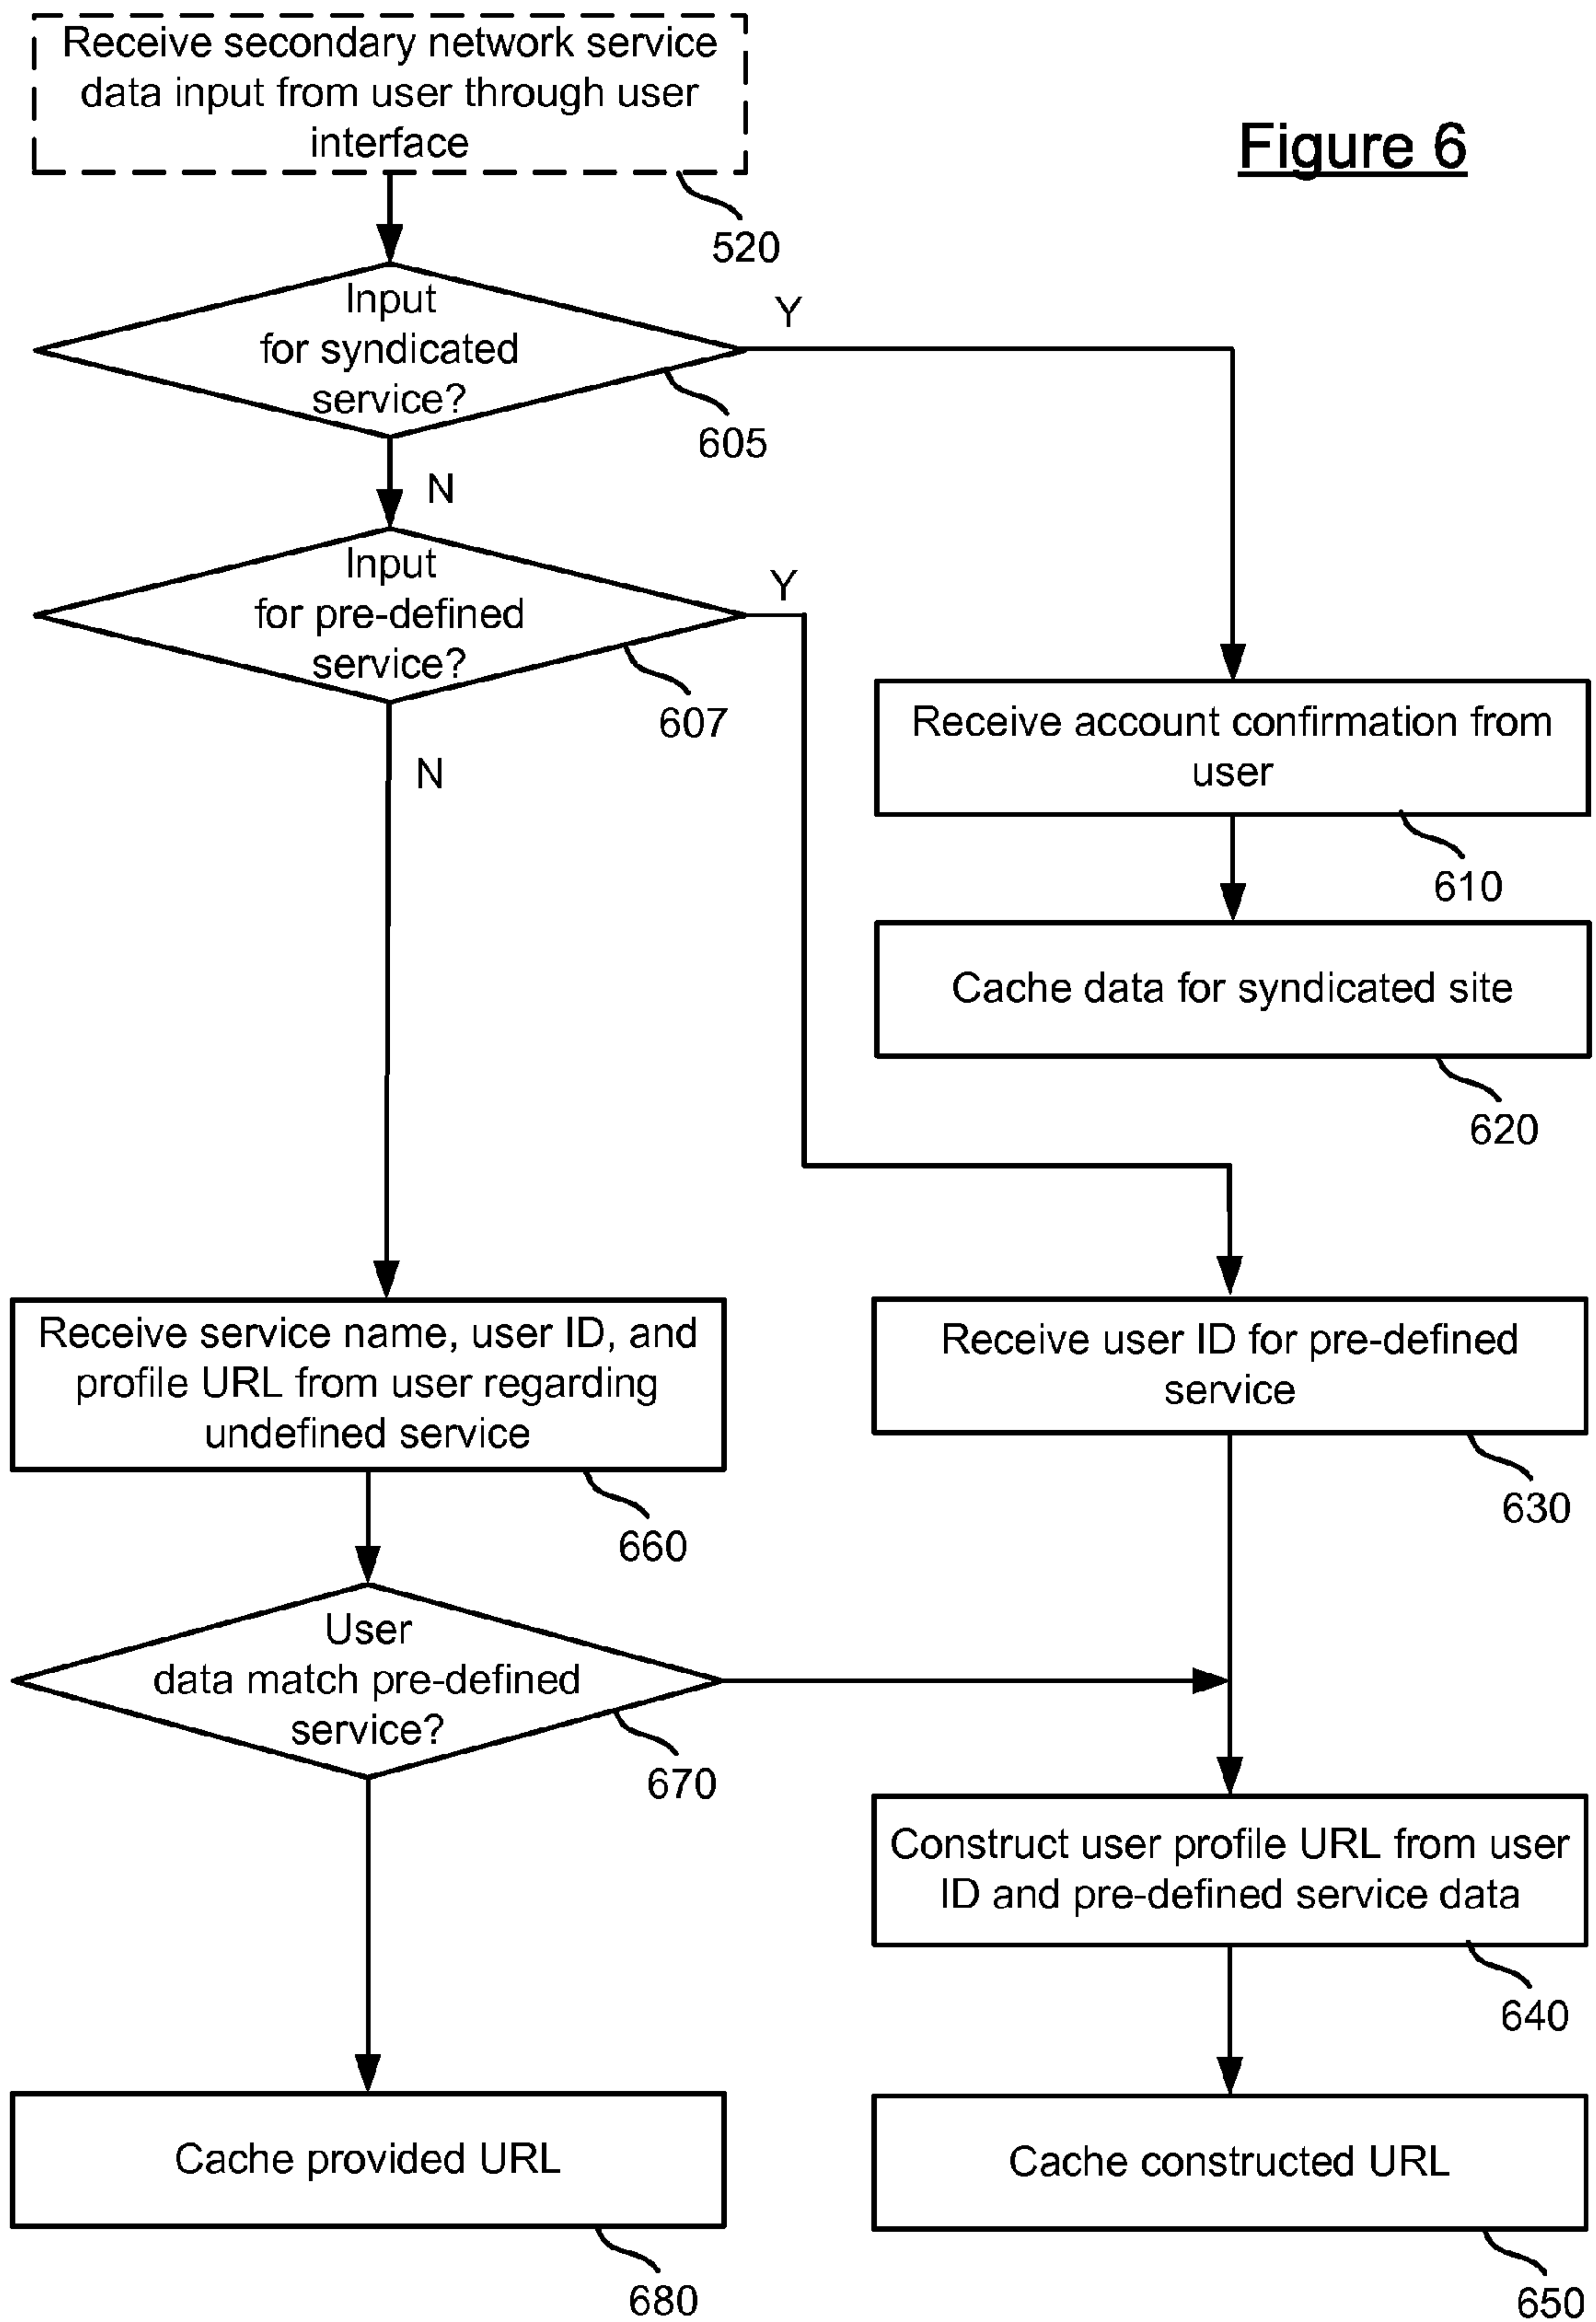 Receive secondary network service
data input from user through user
interface
Figure 6
520
Input
for syndicated
service?
Y
605
N
Input
for pre-defined
service?
Y
607
N
Receive account confirmation from
user
610
Cache data for syndicated site
620
Receive service name, user ID, and
profile URL from user regarding
undefined service
660
Receive user ID for pre-defined
service
630
User
data match pre-defined
service?
670
Construct user profile URL from user
ID and pre-defined service data
640
Cache provided URL
680
Cache constructed URL
650